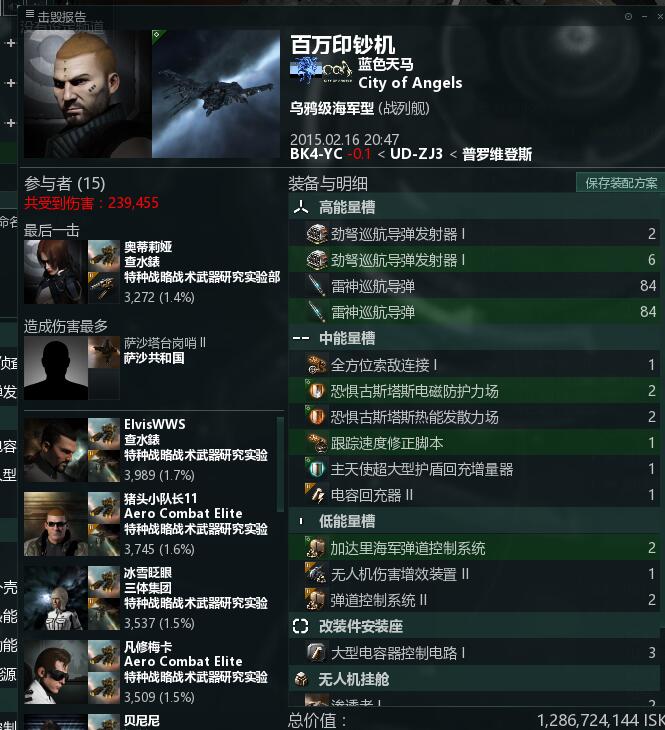 击毁报告
百万印钞机
蓝色天马
City of Angels
乌鸦级海军型 (战列舰)
2015.02.16 20:47
BK4-YC -0.1 < UD-ZJ3 < 普罗维登斯
参与者 (15)
共受到伤害：239,455
最后一击
奥蒂莉娅
查水錶
特种战略战术武器研究实验部
3,272 (1.4%)
造成伤害最多
萨沙塔台岗哨 II
萨沙共和国
ElvisWWS
查水錶
特种战略战术武器研究实验
3,989 (1.7%)
猪头小队长11
Aero Combat Elite
特种战略战术武器研究实验
3,745 (1.6%)
冰雪眨眼
三体集团
特种战略战术武器研究实验
3,537 (1.5%)
凡修梅卡
Aero Combat Elite
特种战略战术武器研究实验
3,509 (1.5%)
贝尼尼
装备与明细
保存装配方案
高能量槽
劲弩巡航导弹发射器 I 2
劲弩巡航导弹发射器 I 6
雷神巡航导弹 84
雷神巡航导弹 84
中能量槽
全方位索敌连接 I 1
恐惧古斯塔斯电磁防护力场 2
恐惧古斯塔斯热能发散力场 2
跟踪速度修正脚本 1
主天使超大型护盾回充增量器 1
电容回充器 II 1
低能量槽
加达里海军弹道控制系统 2
无人机伤害增效装置 II 1
弹道控制系统 II 2
改装件安装座
大型电容器控制电路 I 3
无人机挂舱
渗透者 I
总价值： 1,286,724,144 ISK